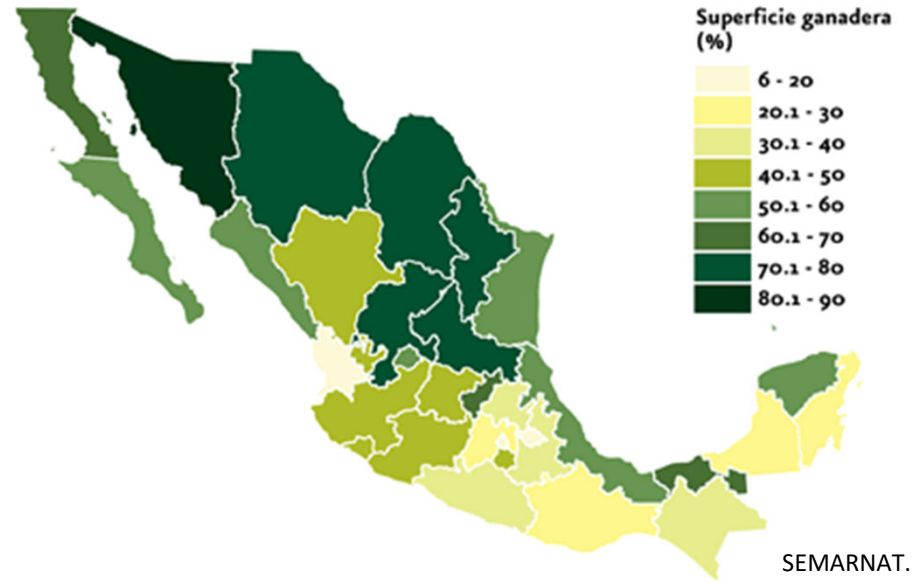 Superficie ganadera
(%)
6 - 20
20.1 - 30
30.1 - 40
40.1 - 50
50.1 - 60
60.1 - 70
70.1 - 80
80.1 - 90
SEMARNAT.